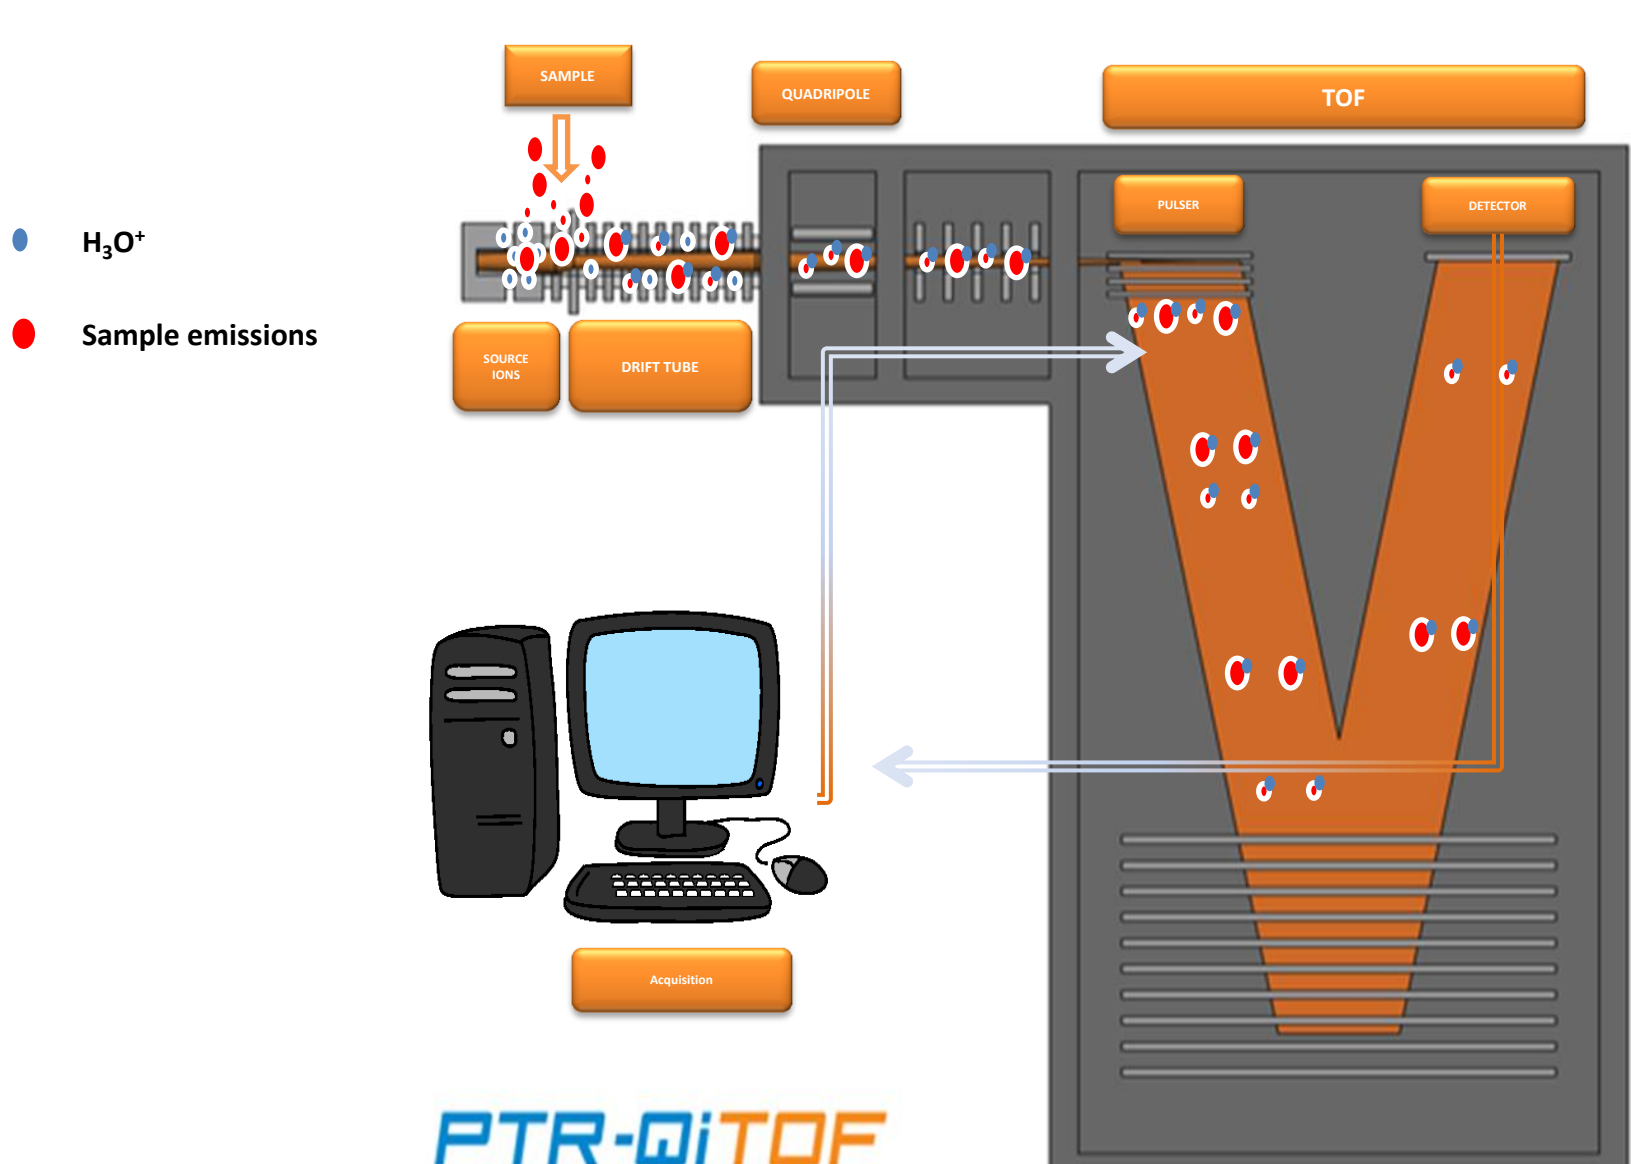 SAMPLE
QUADRIPOLE
TOF
PULSER
DETECTOR
H₃O⁺
Sample emissions
SOURCE
IONS
DRIFT TUBE
Acquisition
PTR-QiTOF